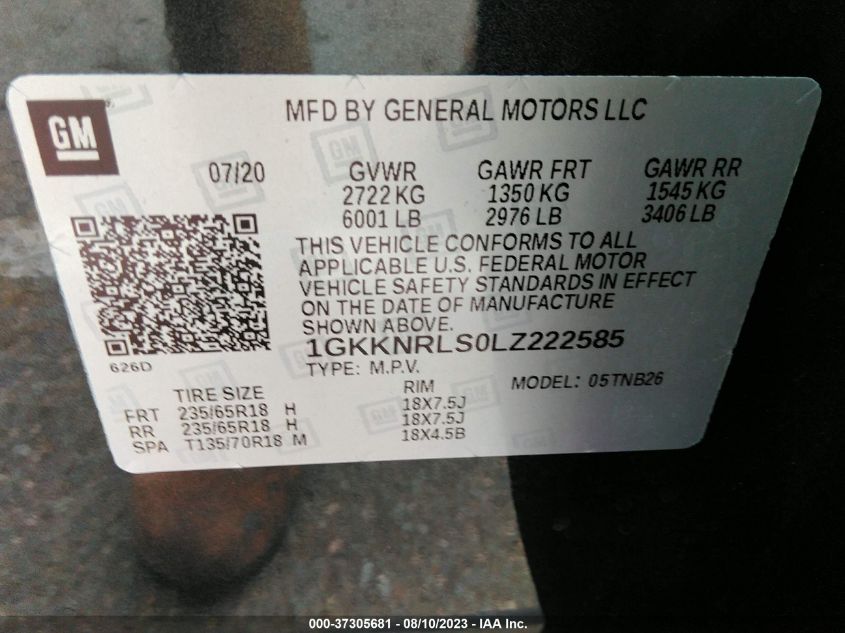 GM
MFD BY GENERAL MOTORS LLC
07/20 GVWR GAWR FRT GAWR RR
2722 KG 1350 KG 1545 KG
6001 LB 2976 LB 3406 LB
THIS VEHICLE CONFORMS TO ALL
APPLICABLE U.S. FEDERAL MOTOR
VEHICLE SAFETY STANDARDS IN EFFECT
ON THE DATE OF MANUFACTURE
SHOWN ABOVE.
1GKKNRLS0LZ222585
626D
TYPE: M.P.V. MODEL: 05TNB26
TIRE SIZE RIM
FRT 235/65R18 H 18X7.5J
RR 235/65R18 H 18X7.5J
SPA T135/70R18 M 18X4.5B
000-37305681 - 08/10/2023 - IAA Inc.